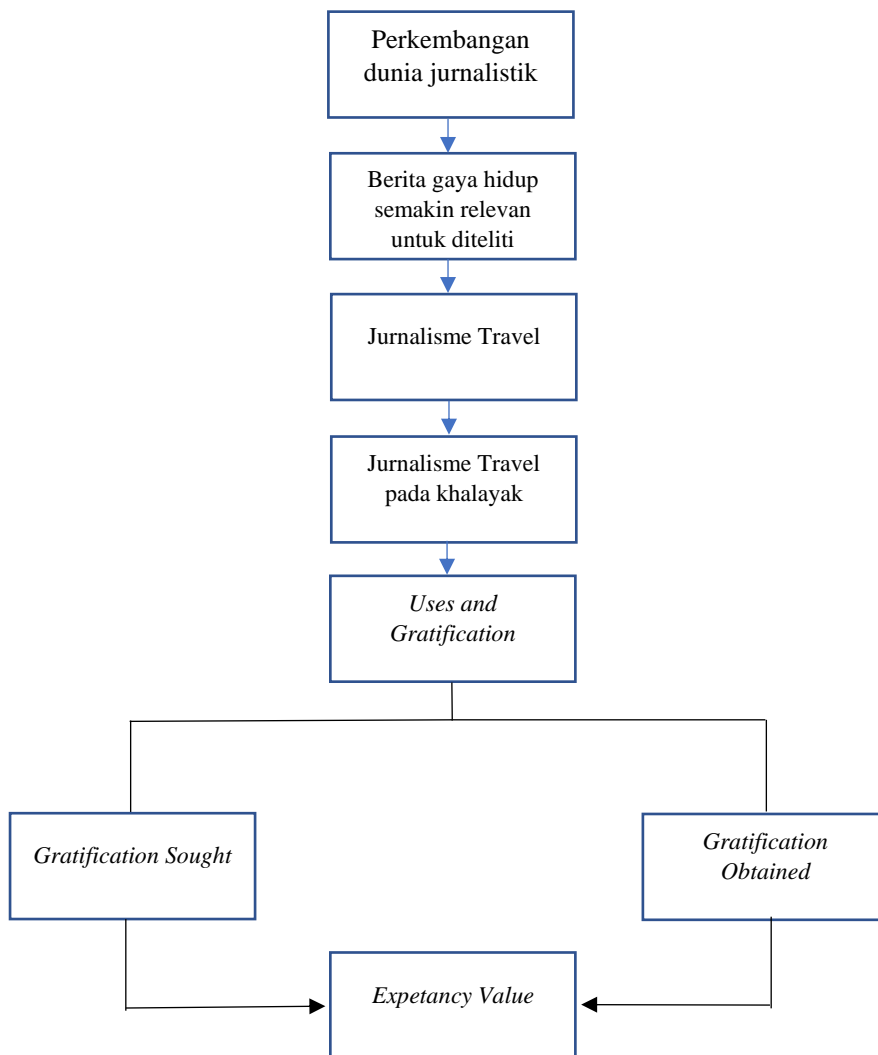 Perkembangan
dunia jurnalistik
Berita gaya hidup
semakin relevan
untuk diteliti
Jurnalisme Travel
Jurnalisme Travel
pada khalayak
Uses and
Gratification
Gratification Sought
Gratification
Obtained
Expetancy Value